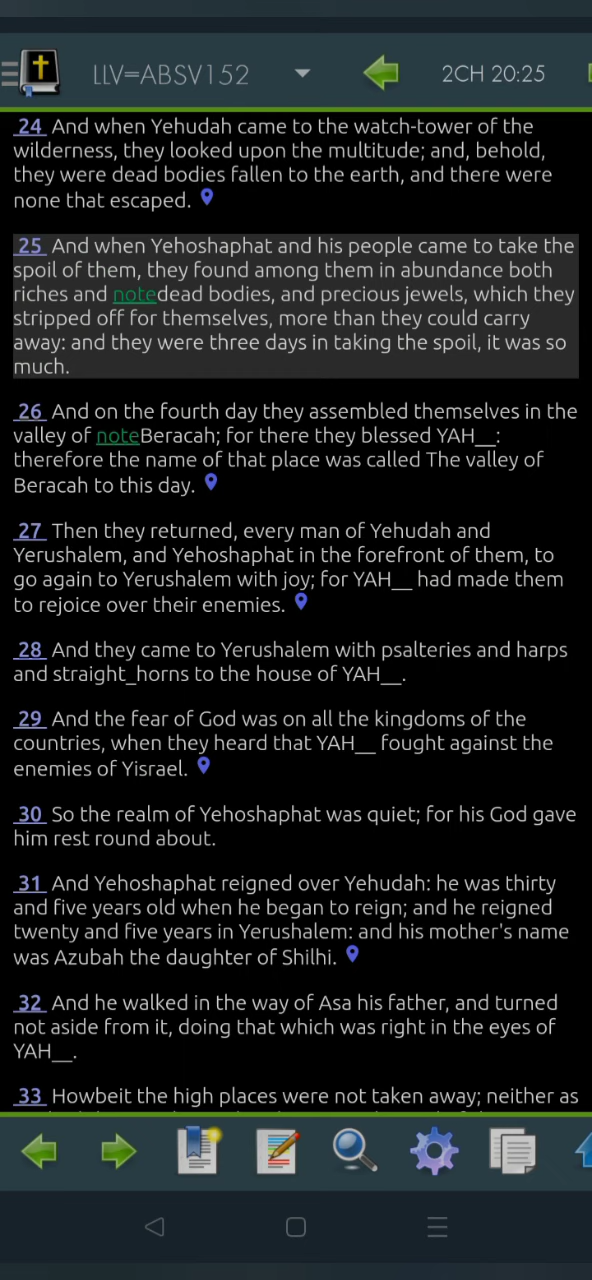 LLV=ABSV152
2CH 20:25
24 And when Yehudah came to the watch-tower of the
wilderness, they looked upon the multitude; and, behold,
they were dead bodies fallen to the earth, and there were
none that escaped.
25 And when Yehoshaphat and his people came to take the
spoil of them, they found among them in abundance both
riches and notedead bodies, and precious jewels, which they
stripped off for themselves, more than they could carry
away: and they were three days in taking the spoil, it was so
much.
26 And on the fourth day they assembled themselves in the
valley of noteBeracah; for there they blessed YAH__:
therefore the name of that place was called The valley of
Beracah to this day.
27 Then they returned, every man of Yehudah and
Yerushalem, and Yehoshaphat in the forefront of them, to
go again to Yerushalem with joy; for YAH__ had made them
to rejoice over their enemies.
28 And they came to Yerushalem with psalteries and harps
and straight_horns to the house of YAH__.
29 And the fear of God was on all the kingdoms of the
countries, when they heard that YAH__ fought against the
enemies of Yisrael.
30 So the realm of Yehoshaphat was quiet; for his God gave
him rest round about.
31 And Yehoshaphat reigned over Yehudah: he was thirty
and five years old when he began to reign; and he reigned
twenty and five years in Yerushalem: and his mother's name
was Azubah the daughter of Shilhi.
32 And he walked in the way of Asa his father, and turned
not aside from it, doing that which was right in the eyes of
YAH__.
33 Howbeit the high places were not taken away; neither as